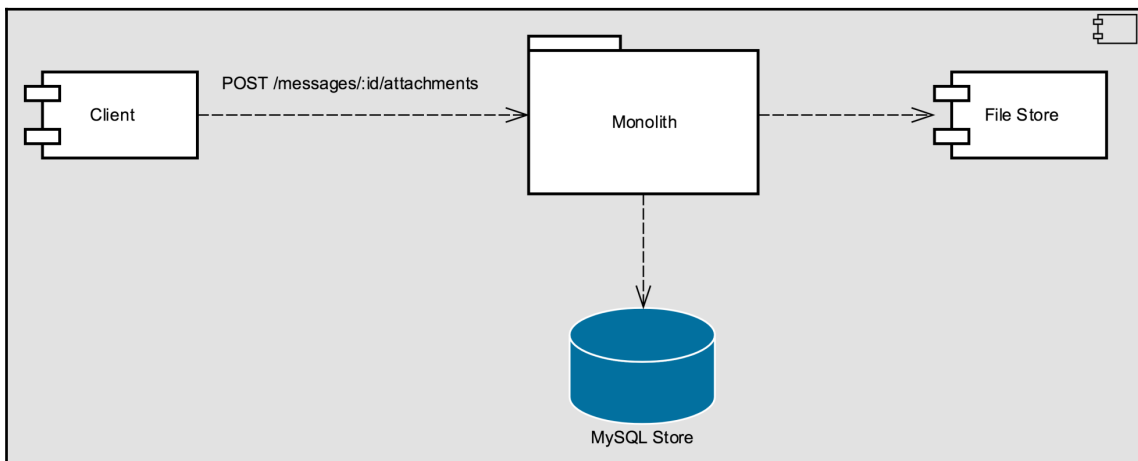 POST /messages/:id/attachments
Client
Monolith
File Store
MySQL Store